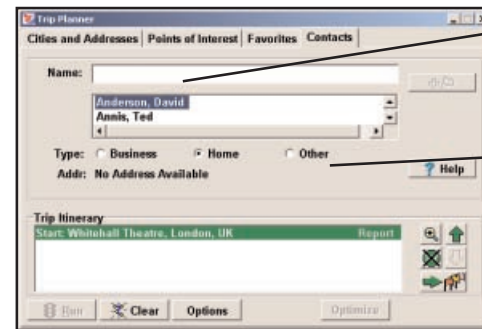 Trip Planner
Cities and Addresses Points of Interest Favorites Contacts
Name:
Anderson, David
Annis, Ted
Type: Business Home Other
Addr: No Address Available
Help
Trip Itinerary
Start: Whitehall Theatre, London, UK Report
Run Clear Options Optimize